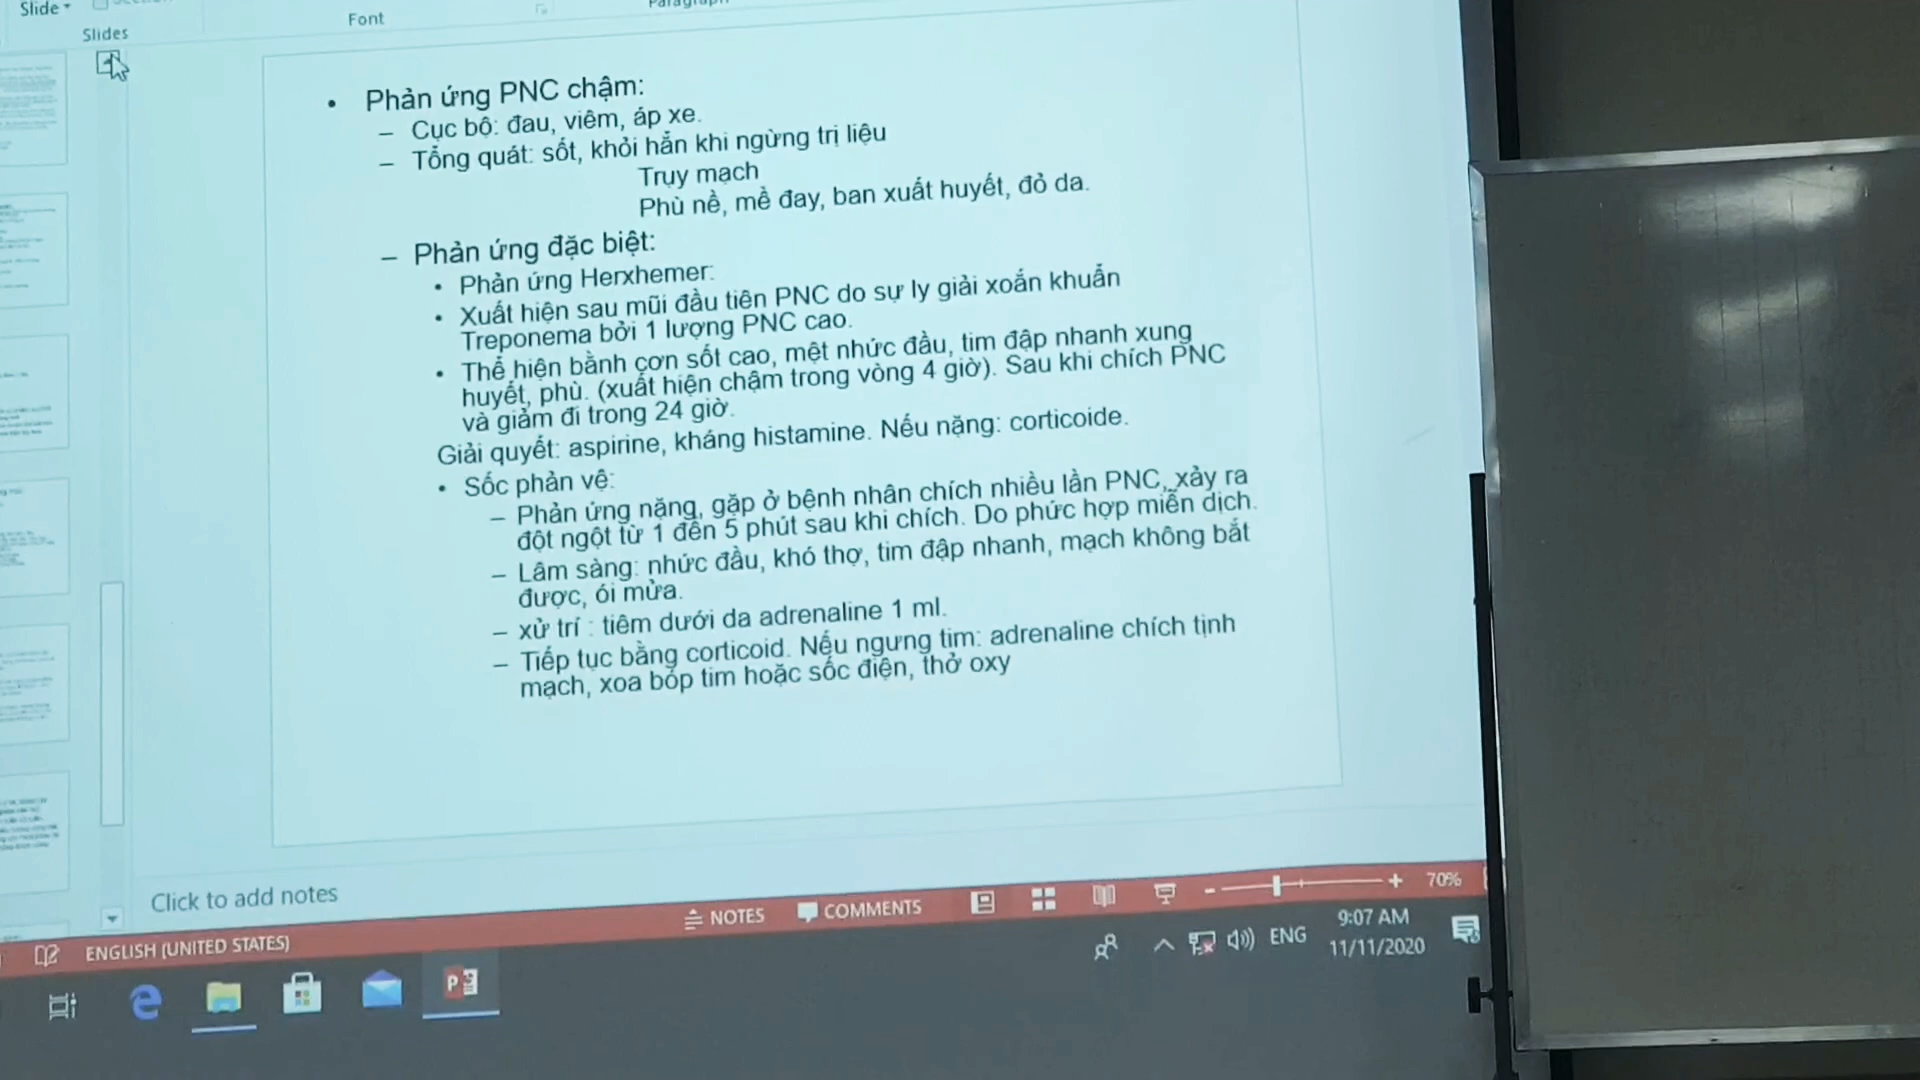 Slide
Slides
Font
Paragraph
• Phản ứng PNC chậm:
– Cục bộ: đau, viêm, áp xe.
– Tổng quát: sốt, khỏi hẳn khi ngừng trị liệu
Trụy mạch
Phù nề, mề đay, ban xuất huyết, đỏ da.
– Phản ứng đặc biệt:
• Phản ứng Herxhemer:
• Xuất hiện sau mũi đầu tiên PNC do sự ly giải xoắn khuẩn
Treponema bởi 1 lượng PNC cao.
• Thể hiện bằnh cơn sốt cao, mệt nhức đầu, tim đập nhanh xung
huyết, phù. (xuất hiện chậm trong vòng 4 giờ). Sau khi chích PNC
và giảm đi trong 24 giờ.
Giải quyết: aspirine, kháng histamine. Nếu nặng: corticoide.
• Sốc phản vệ:
– Phản ứng nặng, gặp ở bệnh nhân chích nhiều lần PNC, xảy ra
đột ngột từ 1 đến 5 phút sau khi chích. Do phức hợp miễn dịch.
– Lâm sàng: nhức đầu, khó thợ, tim đập nhanh, mạch không bắt
được, ói mửa.
– xử trí : tiêm dưới da adrenaline 1 ml.
– Tiếp tục bằng corticoid. Nếu ngưng tim: adrenaline chích tịnh
mạch, xoa bóp tim hoặc sốc điện, thở oxy
Click to add notes
ENGLISH (UNITED STATES)
NOTES
COMMENTS
70%
ENG
9:07 AM
11/11/2020